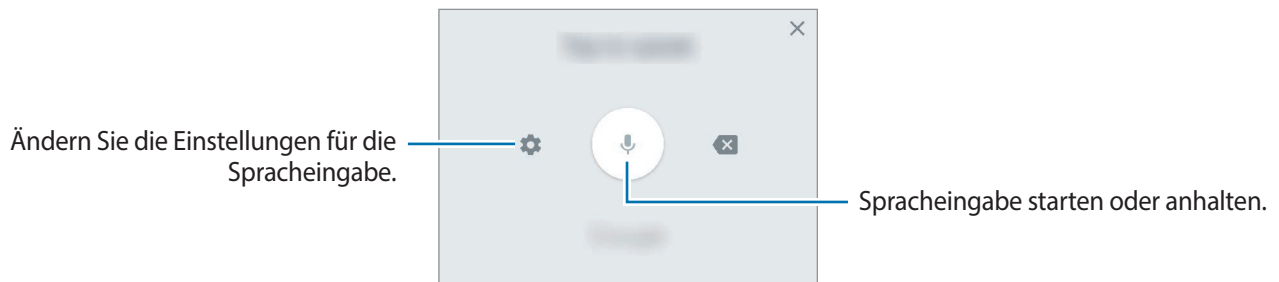 Ändern Sie die Einstellungen für die
Spracheingabe.
Spracheingabe starten oder anhalten.